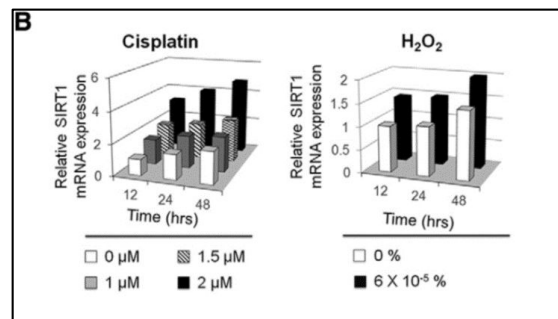 B
Cisplatin
Relative SIRT1
mRNA expression
6
4
2
0
12 24 48
Time (hrs)
0 µM 1.5 µM
1 µM 2 µM
H₂O₂
Relative SIRT1
mRNA expression
2
1.5
1
0.5
0
12 24 48
Time (hrs)
0 %
6 X 10⁻⁵ %